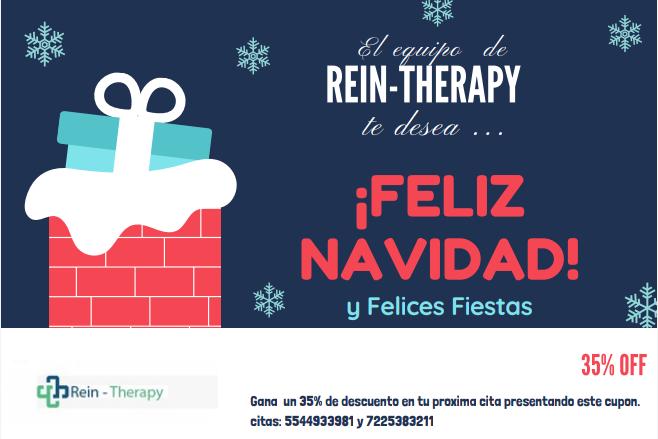 El equipo de
REIN-THERAPY
te desea ...
¡FELIZ
NAVIDAD!
y Felices Fiestas
35% OFF
Rein - Therapy
Gana un 35% de descuento en tu proxima cita presentando este cupon.
citas: 5544933981 y 7225383211